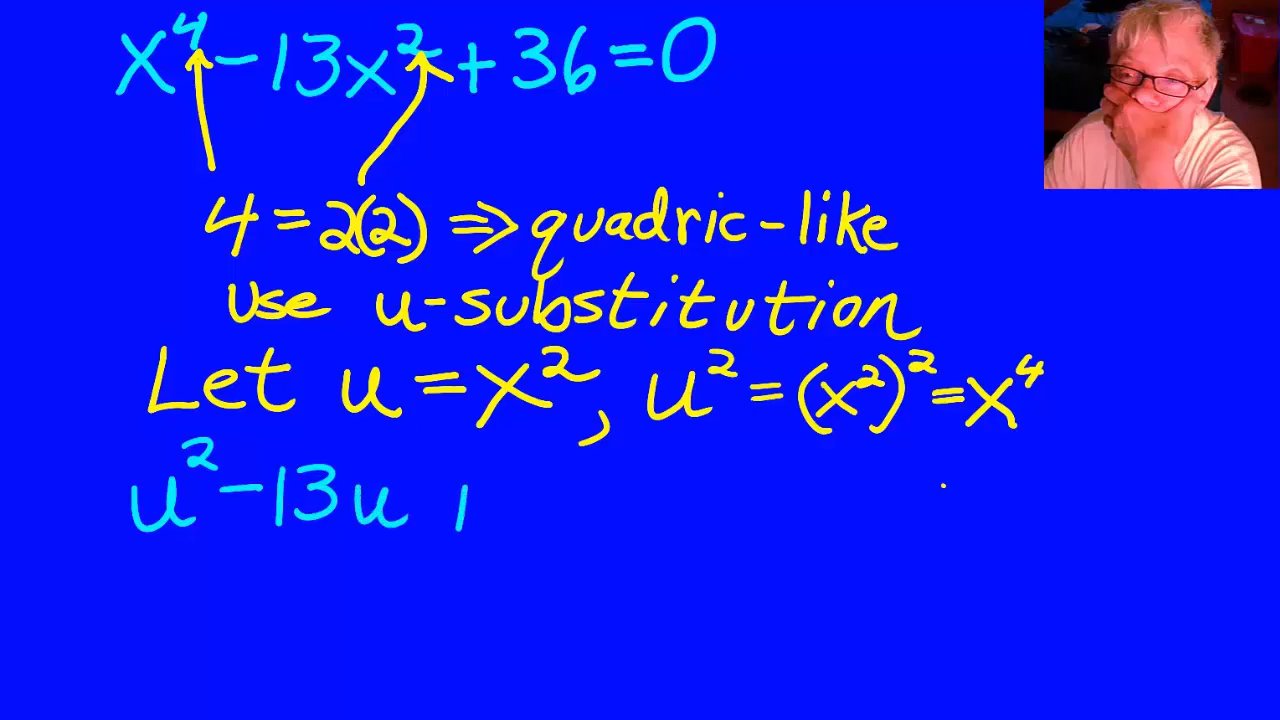 x⁴-13x²+36=0
4=2(2) ⇒ quadric-like
use u-substitution
Let u=x², u²=(x²)²=x⁴
u²-13u